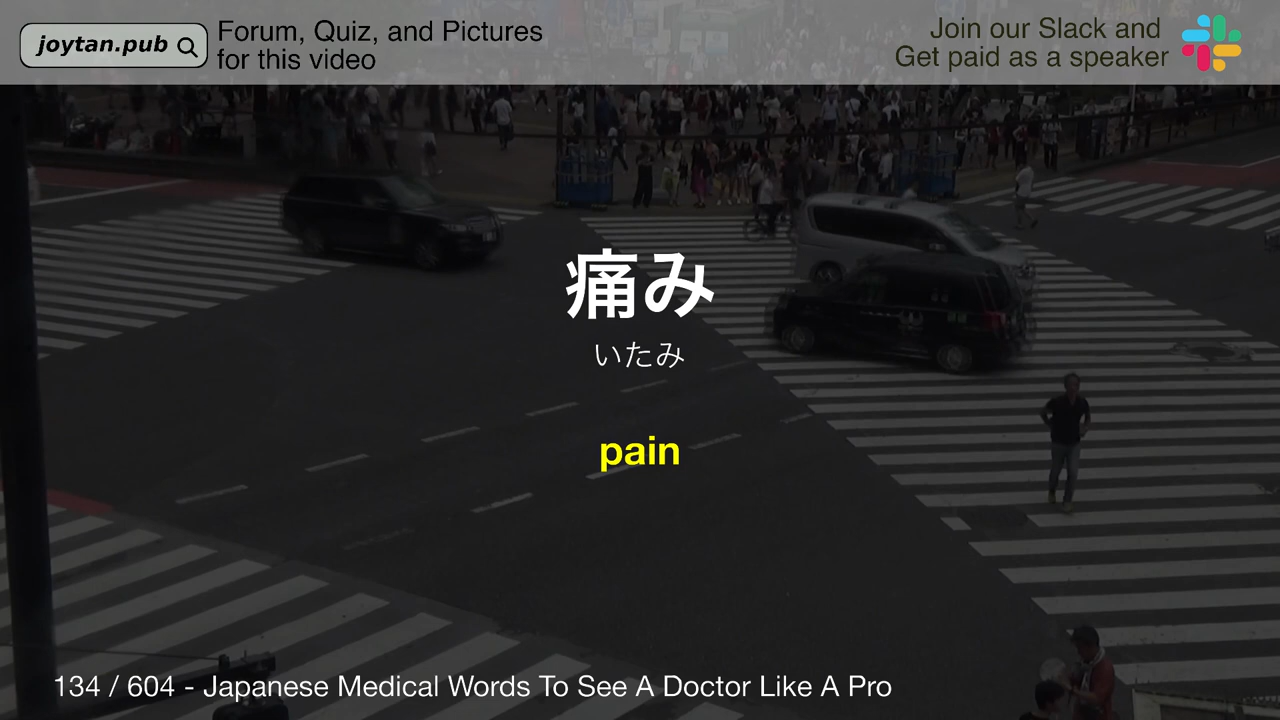 joytan.pub
Forum, Quiz, and Pictures
for this video
Join our Slack and
Get paid as a speaker
痛み
いたみ
pain
134 / 604 - Japanese Medical Words To See A Doctor Like A Pro